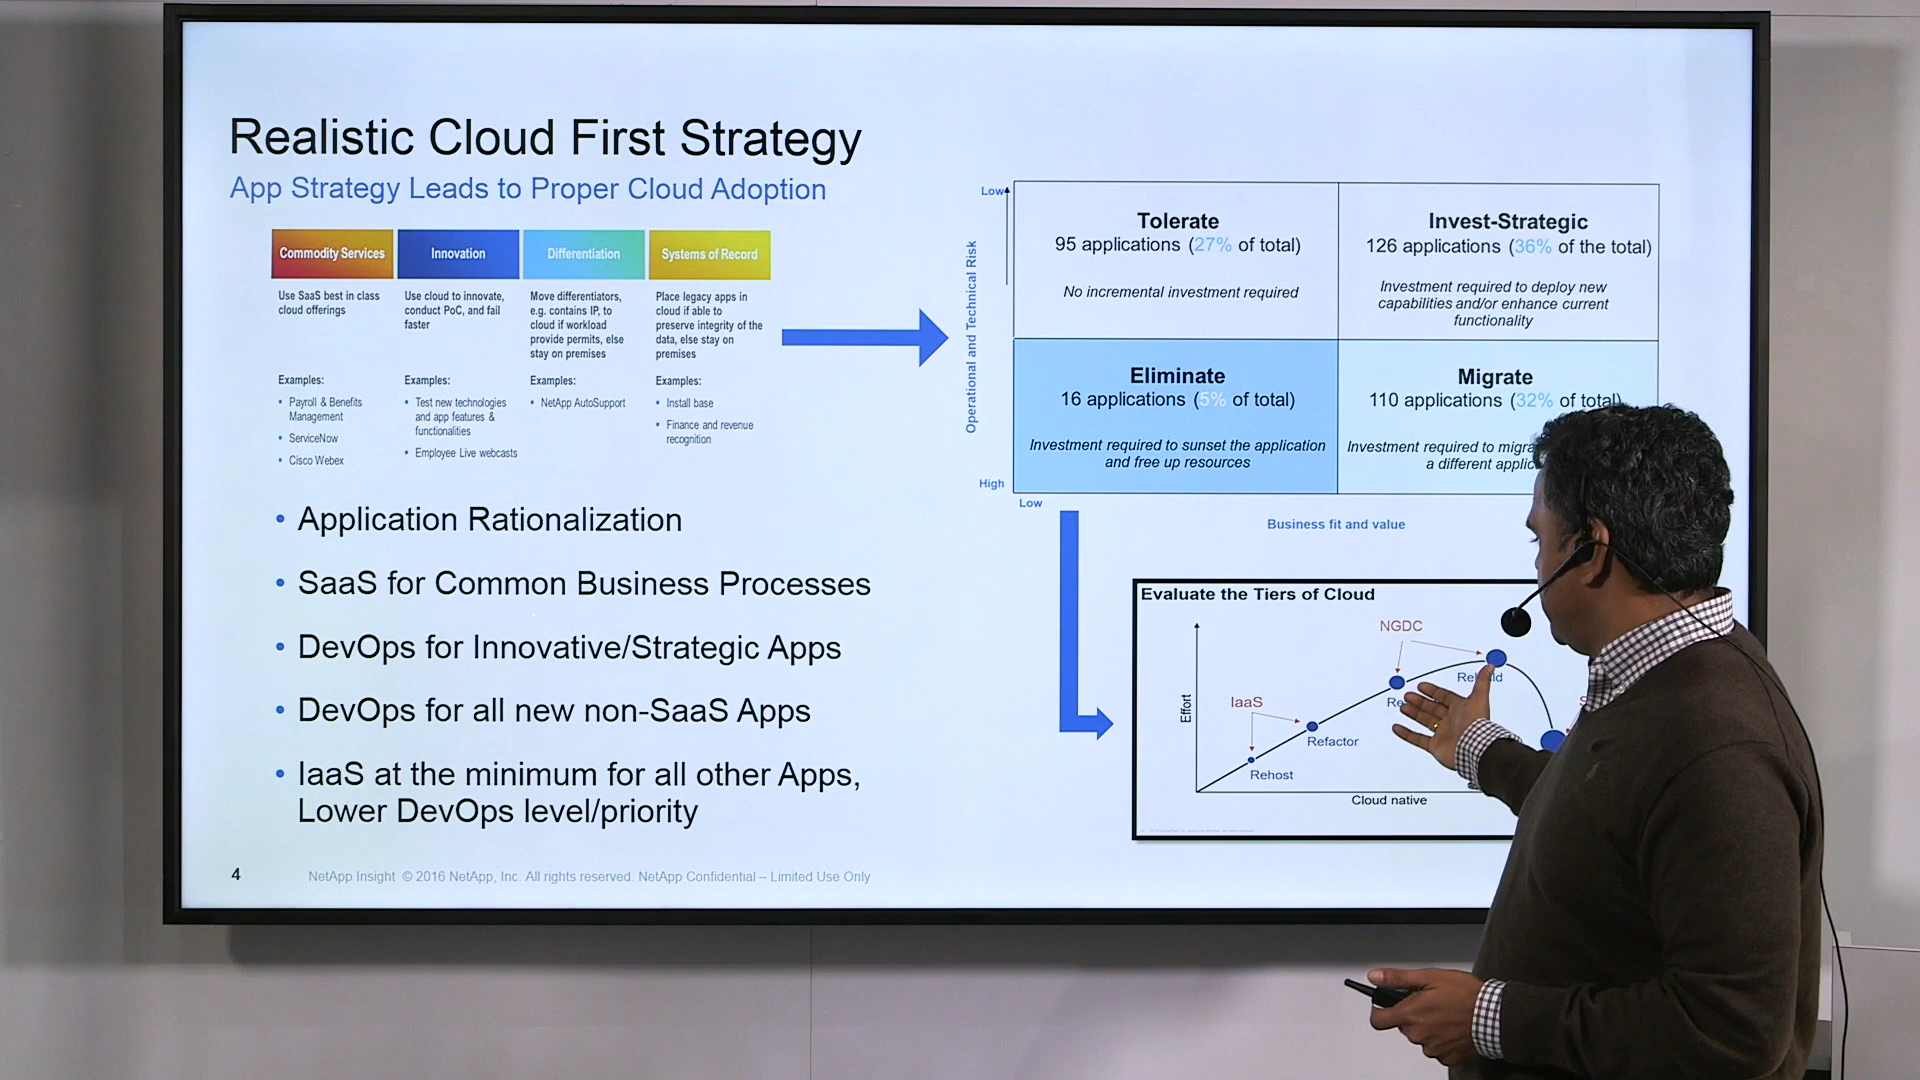 Realistic Cloud First Strategy
App Strategy Leads to Proper Cloud Adoption
Commodity Services
Use SaaS best in class
cloud offerings
Examples:
• Payroll & Benefits
Management
• ServiceNow
• Cisco Webex
Innovation
Use cloud to innovate,
conduct PoC, and fail
faster
Examples:
• Test new technologies
and app features &
functionalities
• Employee Live webcasts
Differentiation
Move differentiators,
e.g. contains IP, to
cloud if workload
provide permits, else
stay on premises
Examples:
• NetApp AutoSupport
Systems of Record
Place legacy apps in
cloud if able to
preserve integrity of the
data, else stay on
premises
Examples:
• Install base
• Finance and revenue
recognition
• Application Rationalization
• SaaS for Common Business Processes
• DevOps for Innovative/Strategic Apps
• DevOps for all new non-SaaS Apps
• IaaS at the minimum for all other Apps,
Lower DevOps level/priority
Low
Operational and Technical Risk
High
Low
Business fit and value
Tolerate
95 applications (27% of total)
No incremental investment required
Invest-Strategic
126 applications (36% of the total)
Investment required to deploy new
capabilities and/or enhance current
functionality
Eliminate
16 applications (5% of total)
Investment required to sunset the application
and free up resources
Migrate
110 applications (32% of total)
Investment required to
a different
Evaluate the Tiers of Cloud
NGDC
IaaS
Effort
Refactor
Rehost
Cloud native
4
NetApp Insight © 2016 NetApp, Inc. All rights reserved. NetApp Confidential – Limited Use Only